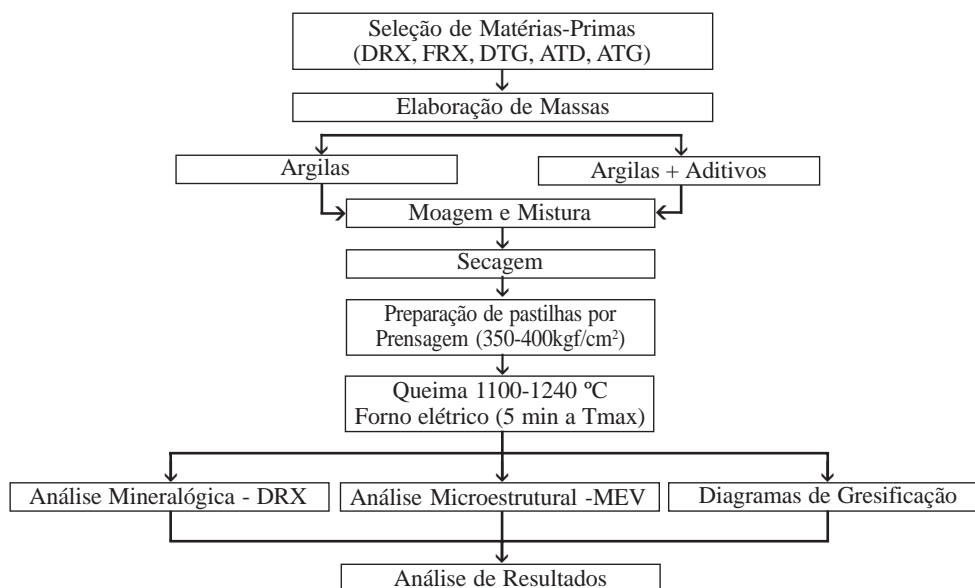 Seleção de Matérias-Primas
(DRX, FRX, DTG, ATD, ATG)
Elaboração de Massas
Argilas
Argilas + Aditivos
Moagem e Mistura
Secagem
Preparação de pastilhas por
Prensagem (350-400kgf/cm²)
Queima 1100-1240 ºC
Forno elétrico (5 min a Tmax)
Análise Mineralógica - DRX
Análise Microestrutural -MEV
Diagramas de Gresificação
Análise de Resultados